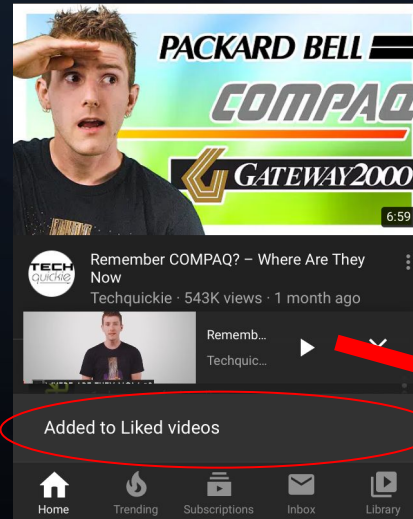 PACKARD BELL
COMPAQ
GATEWAY2000
6:59
TECH
quickie
Remember COMPAQ? – Where Are They
Now
Techquickie · 543K views · 1 month ago
Rememb...
Techquic...
Added to Liked videos
Home Trending Subscriptions Inbox Library